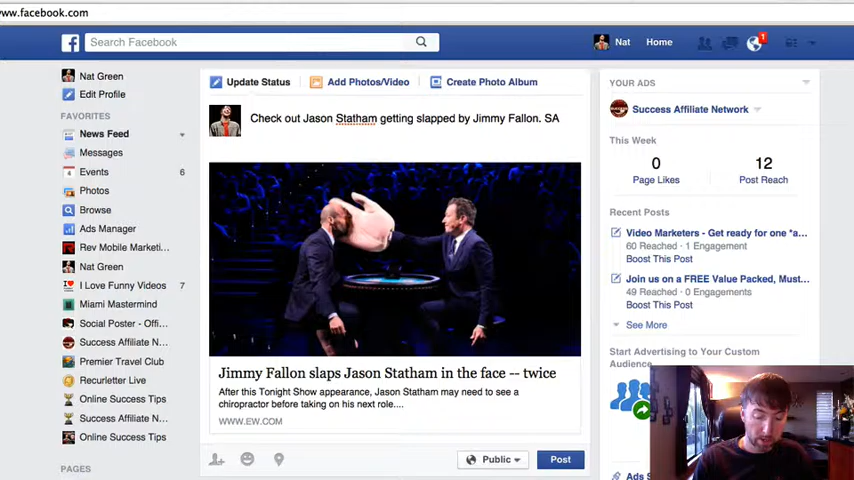 www.facebook.com
Search Facebook
Nat
Home
1
Nat Green
Edit Profile
FAVORITES
News Feed
Messages
Events 6
Photos
Browse
Ads Manager
Rev Mobile Marketi...
Nat Green
I Love Funny Videos 7
Miami Mastermind
Social Poster - Offi...
Success Affiliate N...
Premier Travel Club
Recurletter Live
Online Success Tips
Success Affiliate N...
Online Success Tips
PAGES
Update Status
Add Photos/Video
Create Photo Album
Check out Jason Statham getting slapped by Jimmy Fallon. SA
Jimmy Fallon slaps Jason Statham in the face -- twice
After this Tonight Show appearance, Jason Statham may need to see a
chiropractor before taking on his next role....
WWW.EW.COM
Public
Post
YOUR ADS
Success Affiliate Network
This Week
0 12
Page Likes Post Reach
Recent Posts
Video Marketers - Get ready for one *a...
60 Reached · 1 Engagement
Boost This Post
Join us on a FREE Value Packed, Must...
49 Reached · 0 Engagements
Boost This Post
See More
Start Advertising to Your Custom
Audience
Ads